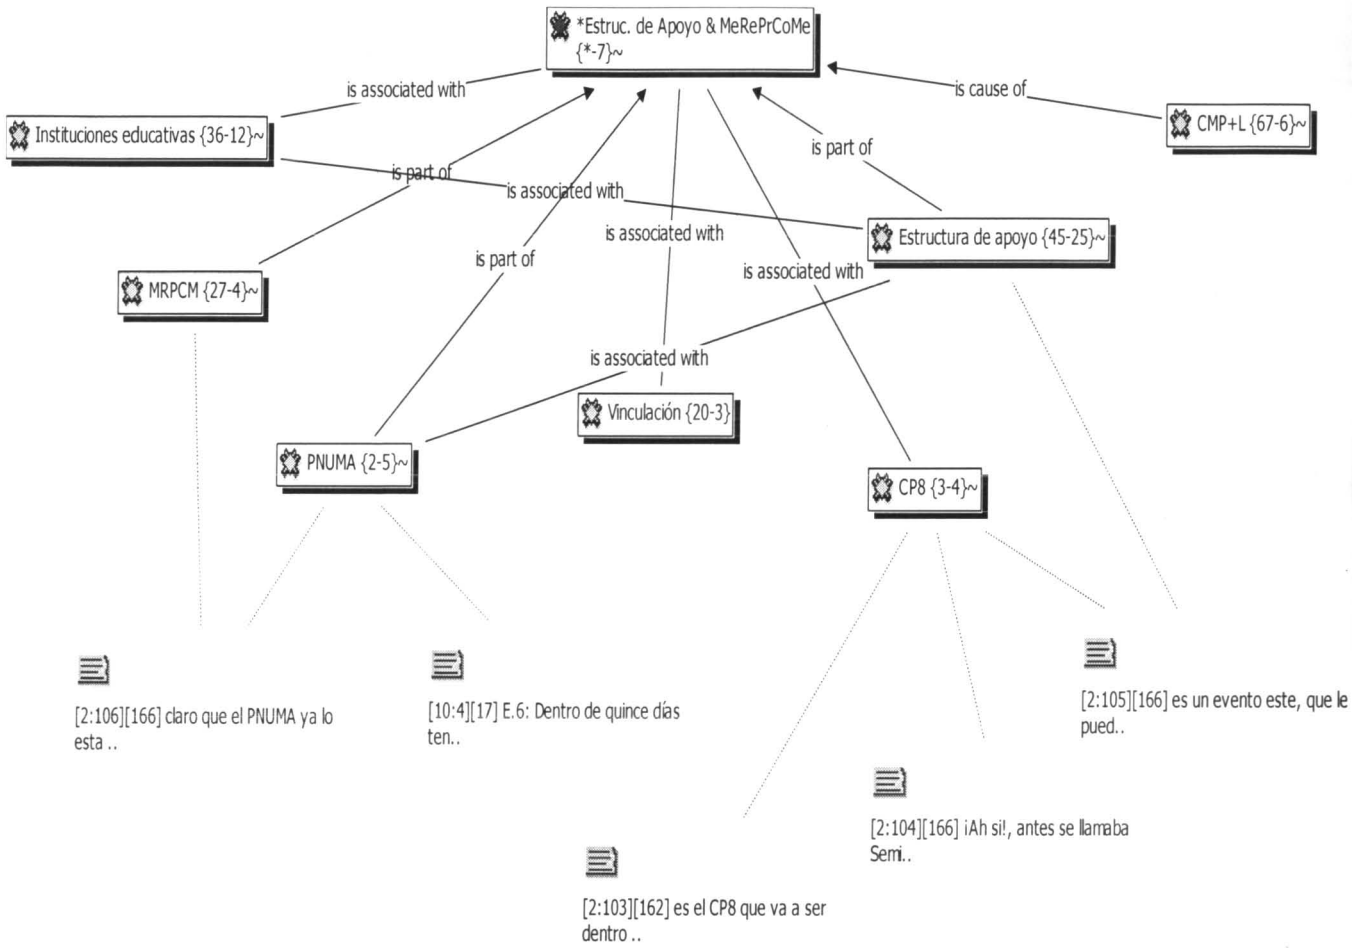 *Estruc. de Apoyo & MeRePrCoMe
{*-7}~
is associated with
is cause of
Instituciones educativas {36-12}~
CMP+L {67-6}~
is part of
is part of
is associated with
is associated with
Estructura de apoyo {45-25}~
is part of
is associated with
MRPCM {27-4}~
is associated with
Vinculación {20-3}
PNUMA {2-5}~
CP8 {3-4}~
[2:106][166] claro que el PNUMA ya lo
esta ..
[10:4][17] E.6: Dentro de quince días
ten..
[2:105][166] es un evento este, que le
pued..
[2:104][166] ¡Ah si!, antes se llamaba
Semi..
[2:103][162] es el CP8 que va a ser
dentro ..